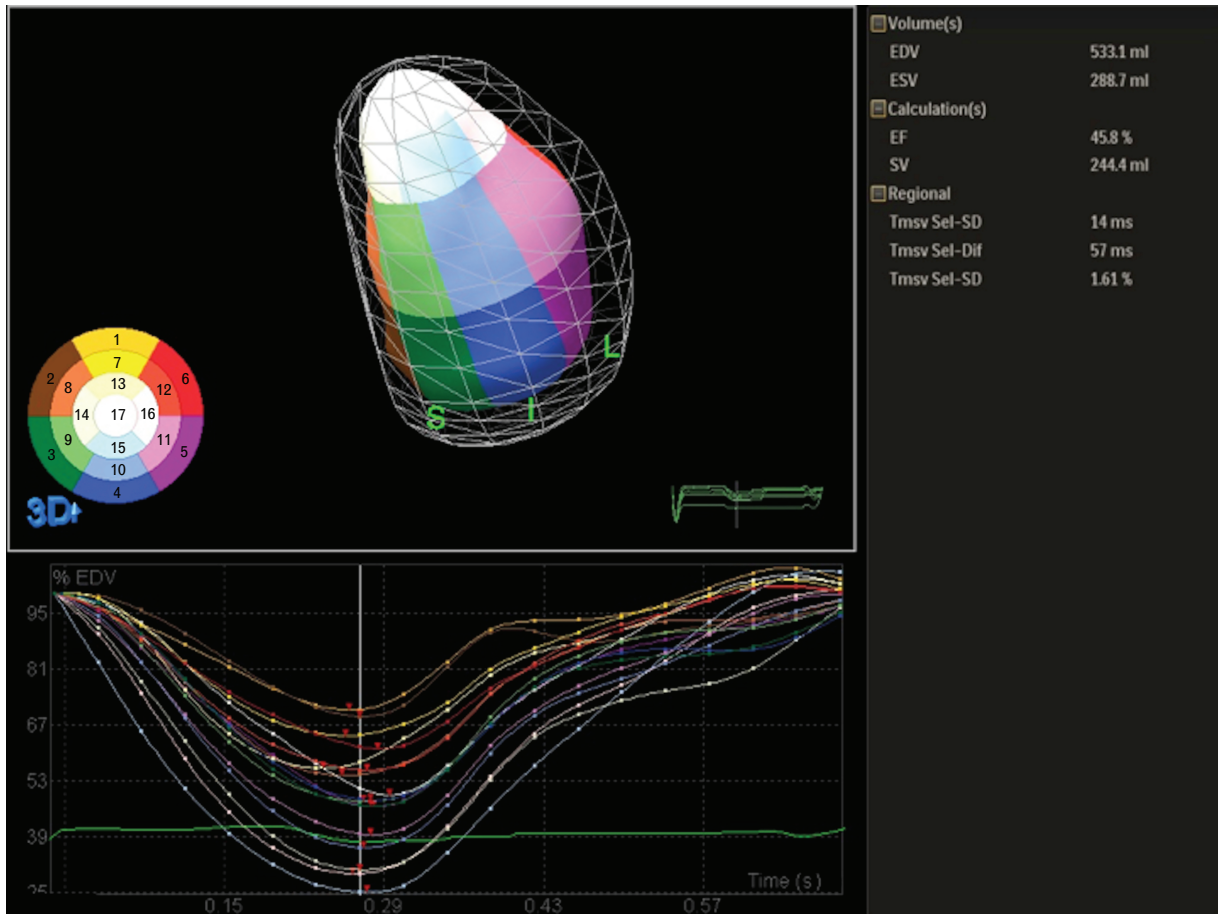 Volume(s)
EDV 533.1 ml
ESV 288.7 ml
Calculation(s)
EF 45.8 %
SV 244.4 ml
Regional
Tmsv Sel-SD 14 ms
Tmsv Sel-Dif 57 ms
Tmsv Sel-SD 1.61 %
L
S I
1
7
2 8 13 12 6
14 17 16
3 9 15 11 5
10
4
3D
% EDV
95
81
67
53
39
25
Time (s)
0.15 0.29 0.43 0.57